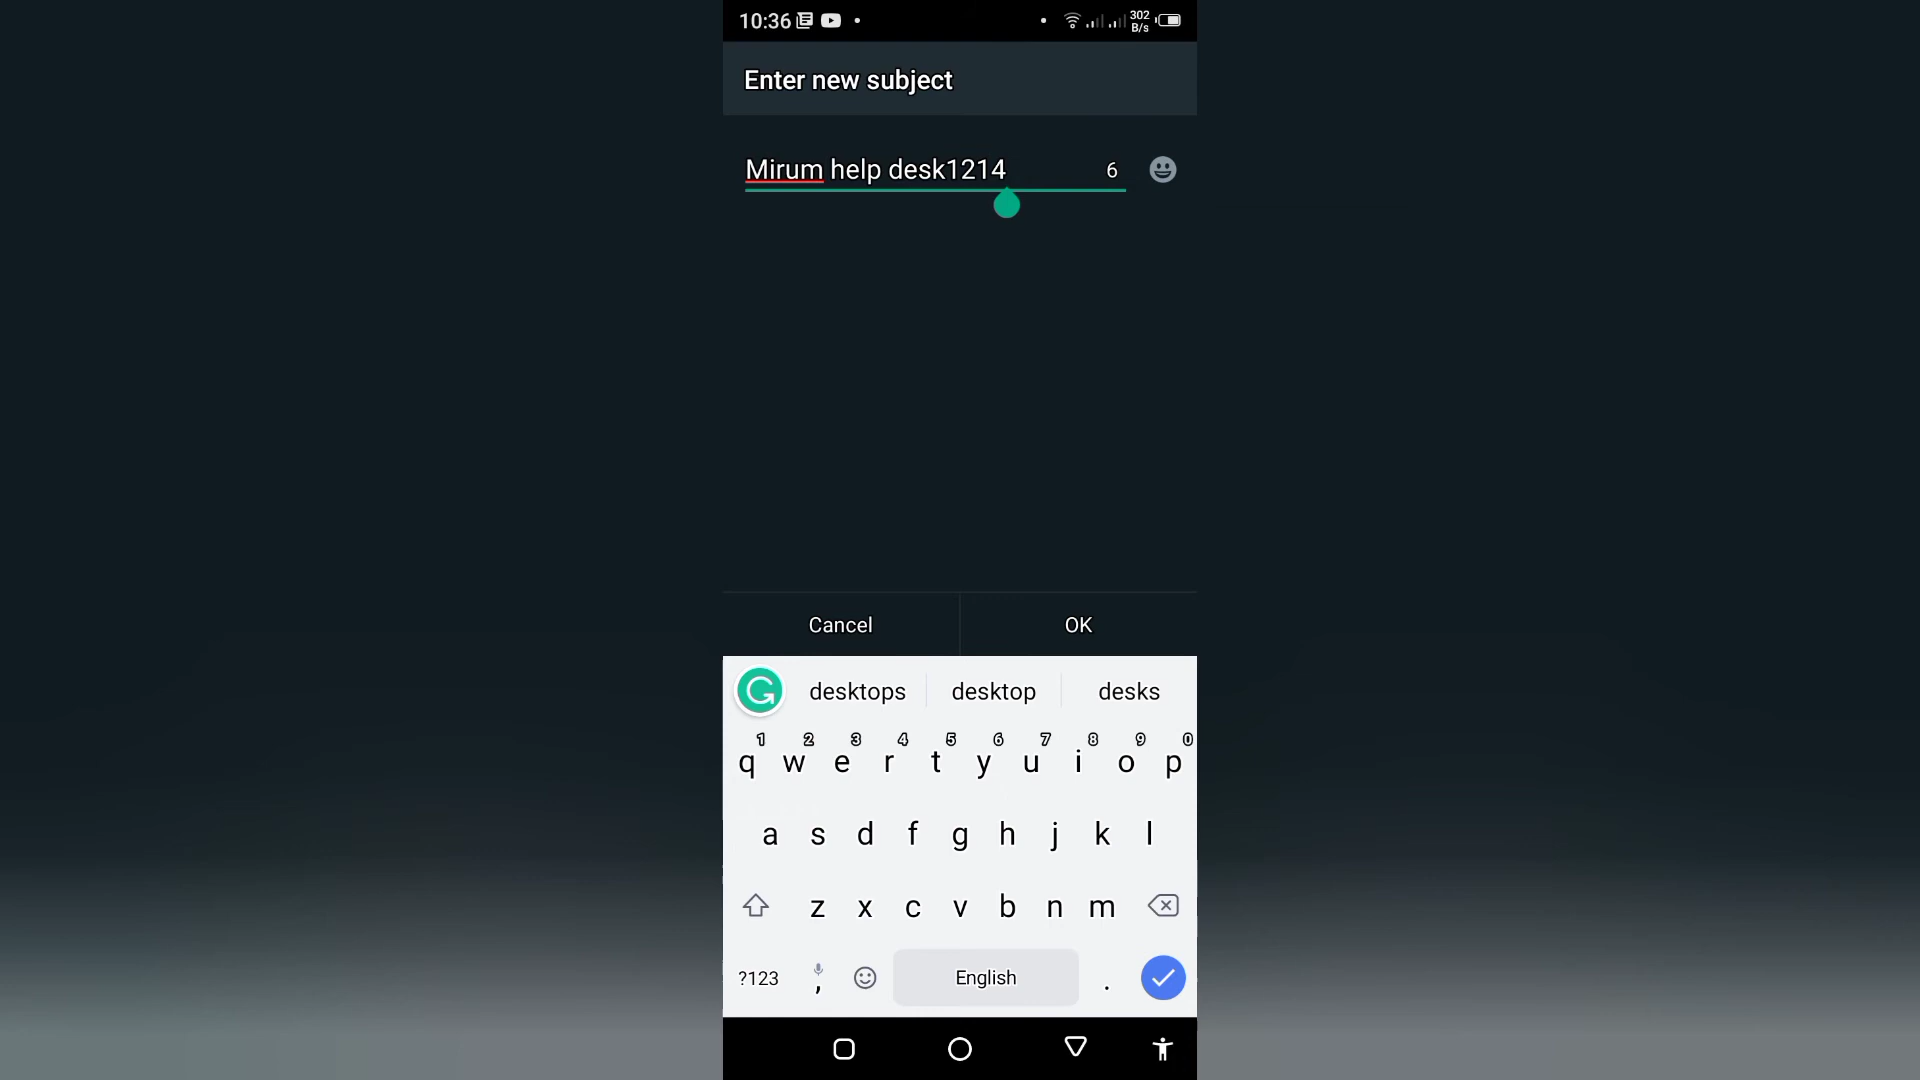 10:36 302 B/s
Enter new subject
Mirum help desk1214 6
Cancel OK
desktops desktop desks
1 2 3 4 5 6 7 8 9 0
q w e r t y u i o p
a s d f g h j k l
z x c v b n m
?123 , English .